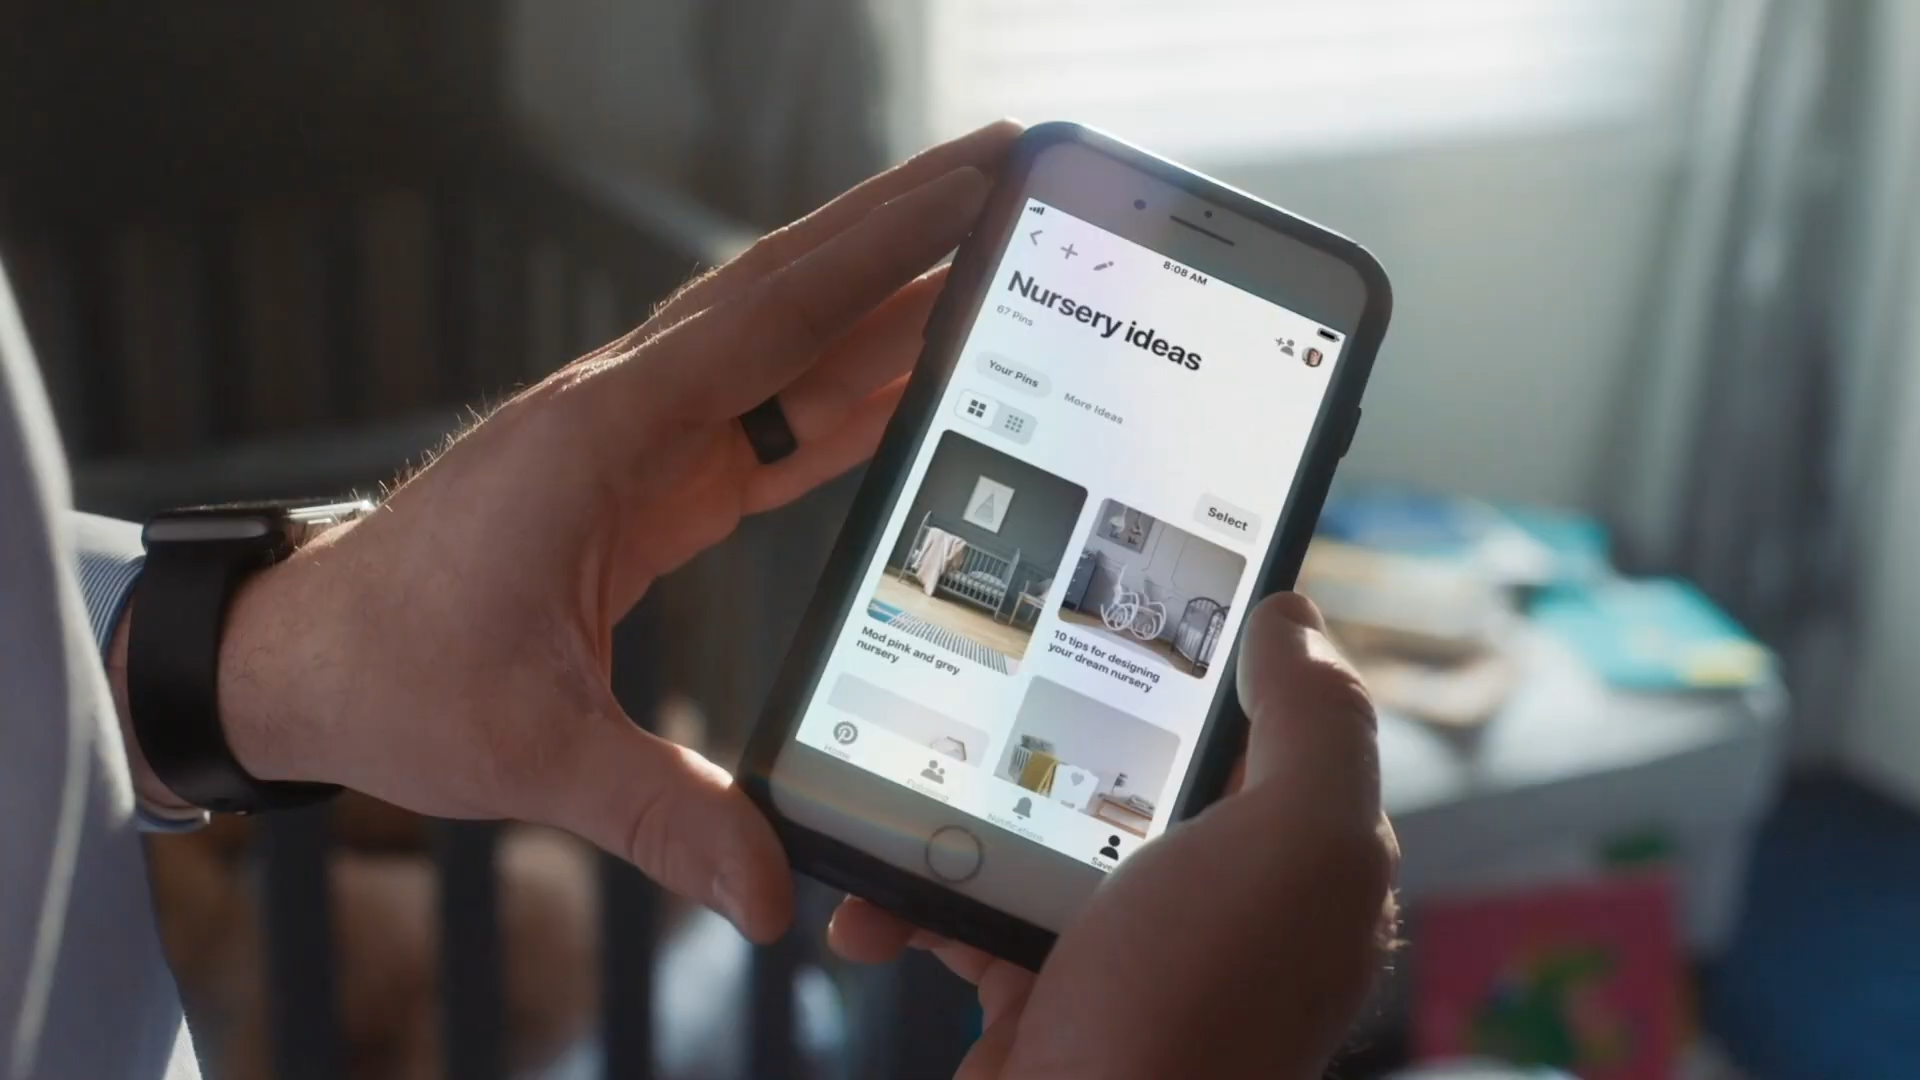 8:08 AM
Nursery ideas
67 Pins
Your Pins
More ideas
Select
Mod pink and grey
nursery
10 tips for designing
your dream nursery
Home
Notifications